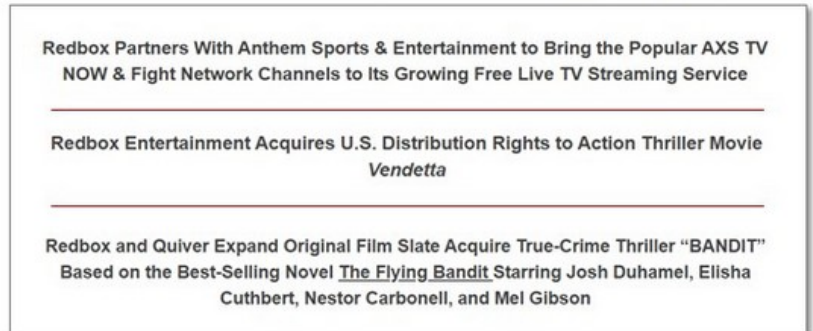 Redbox Partners With Anthem Sports & Entertainment to Bring the Popular AXS TV
NOW & Fight Network Channels to Its Growing Free Live TV Streaming Service
Redbox Entertainment Acquires U.S. Distribution Rights to Action Thriller Movie
Vendetta
Redbox and Quiver Expand Original Film Slate Acquire True-Crime Thriller “BANDIT”
Based on the Best-Selling Novel The Flying Bandit Starring Josh Duhamel, Elisha
Cuthbert, Nestor Carbonell, and Mel Gibson